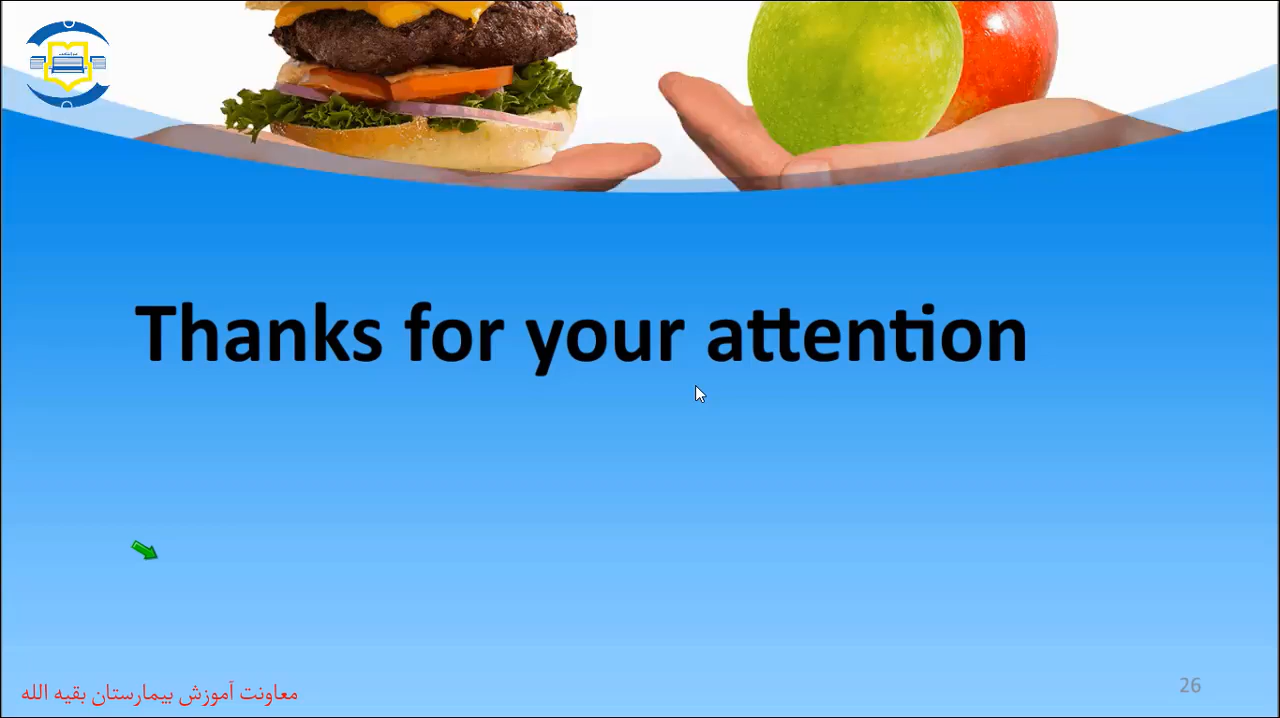 Thanks for your attention
معاونت آموزش بیمارستان بقیه الله
26